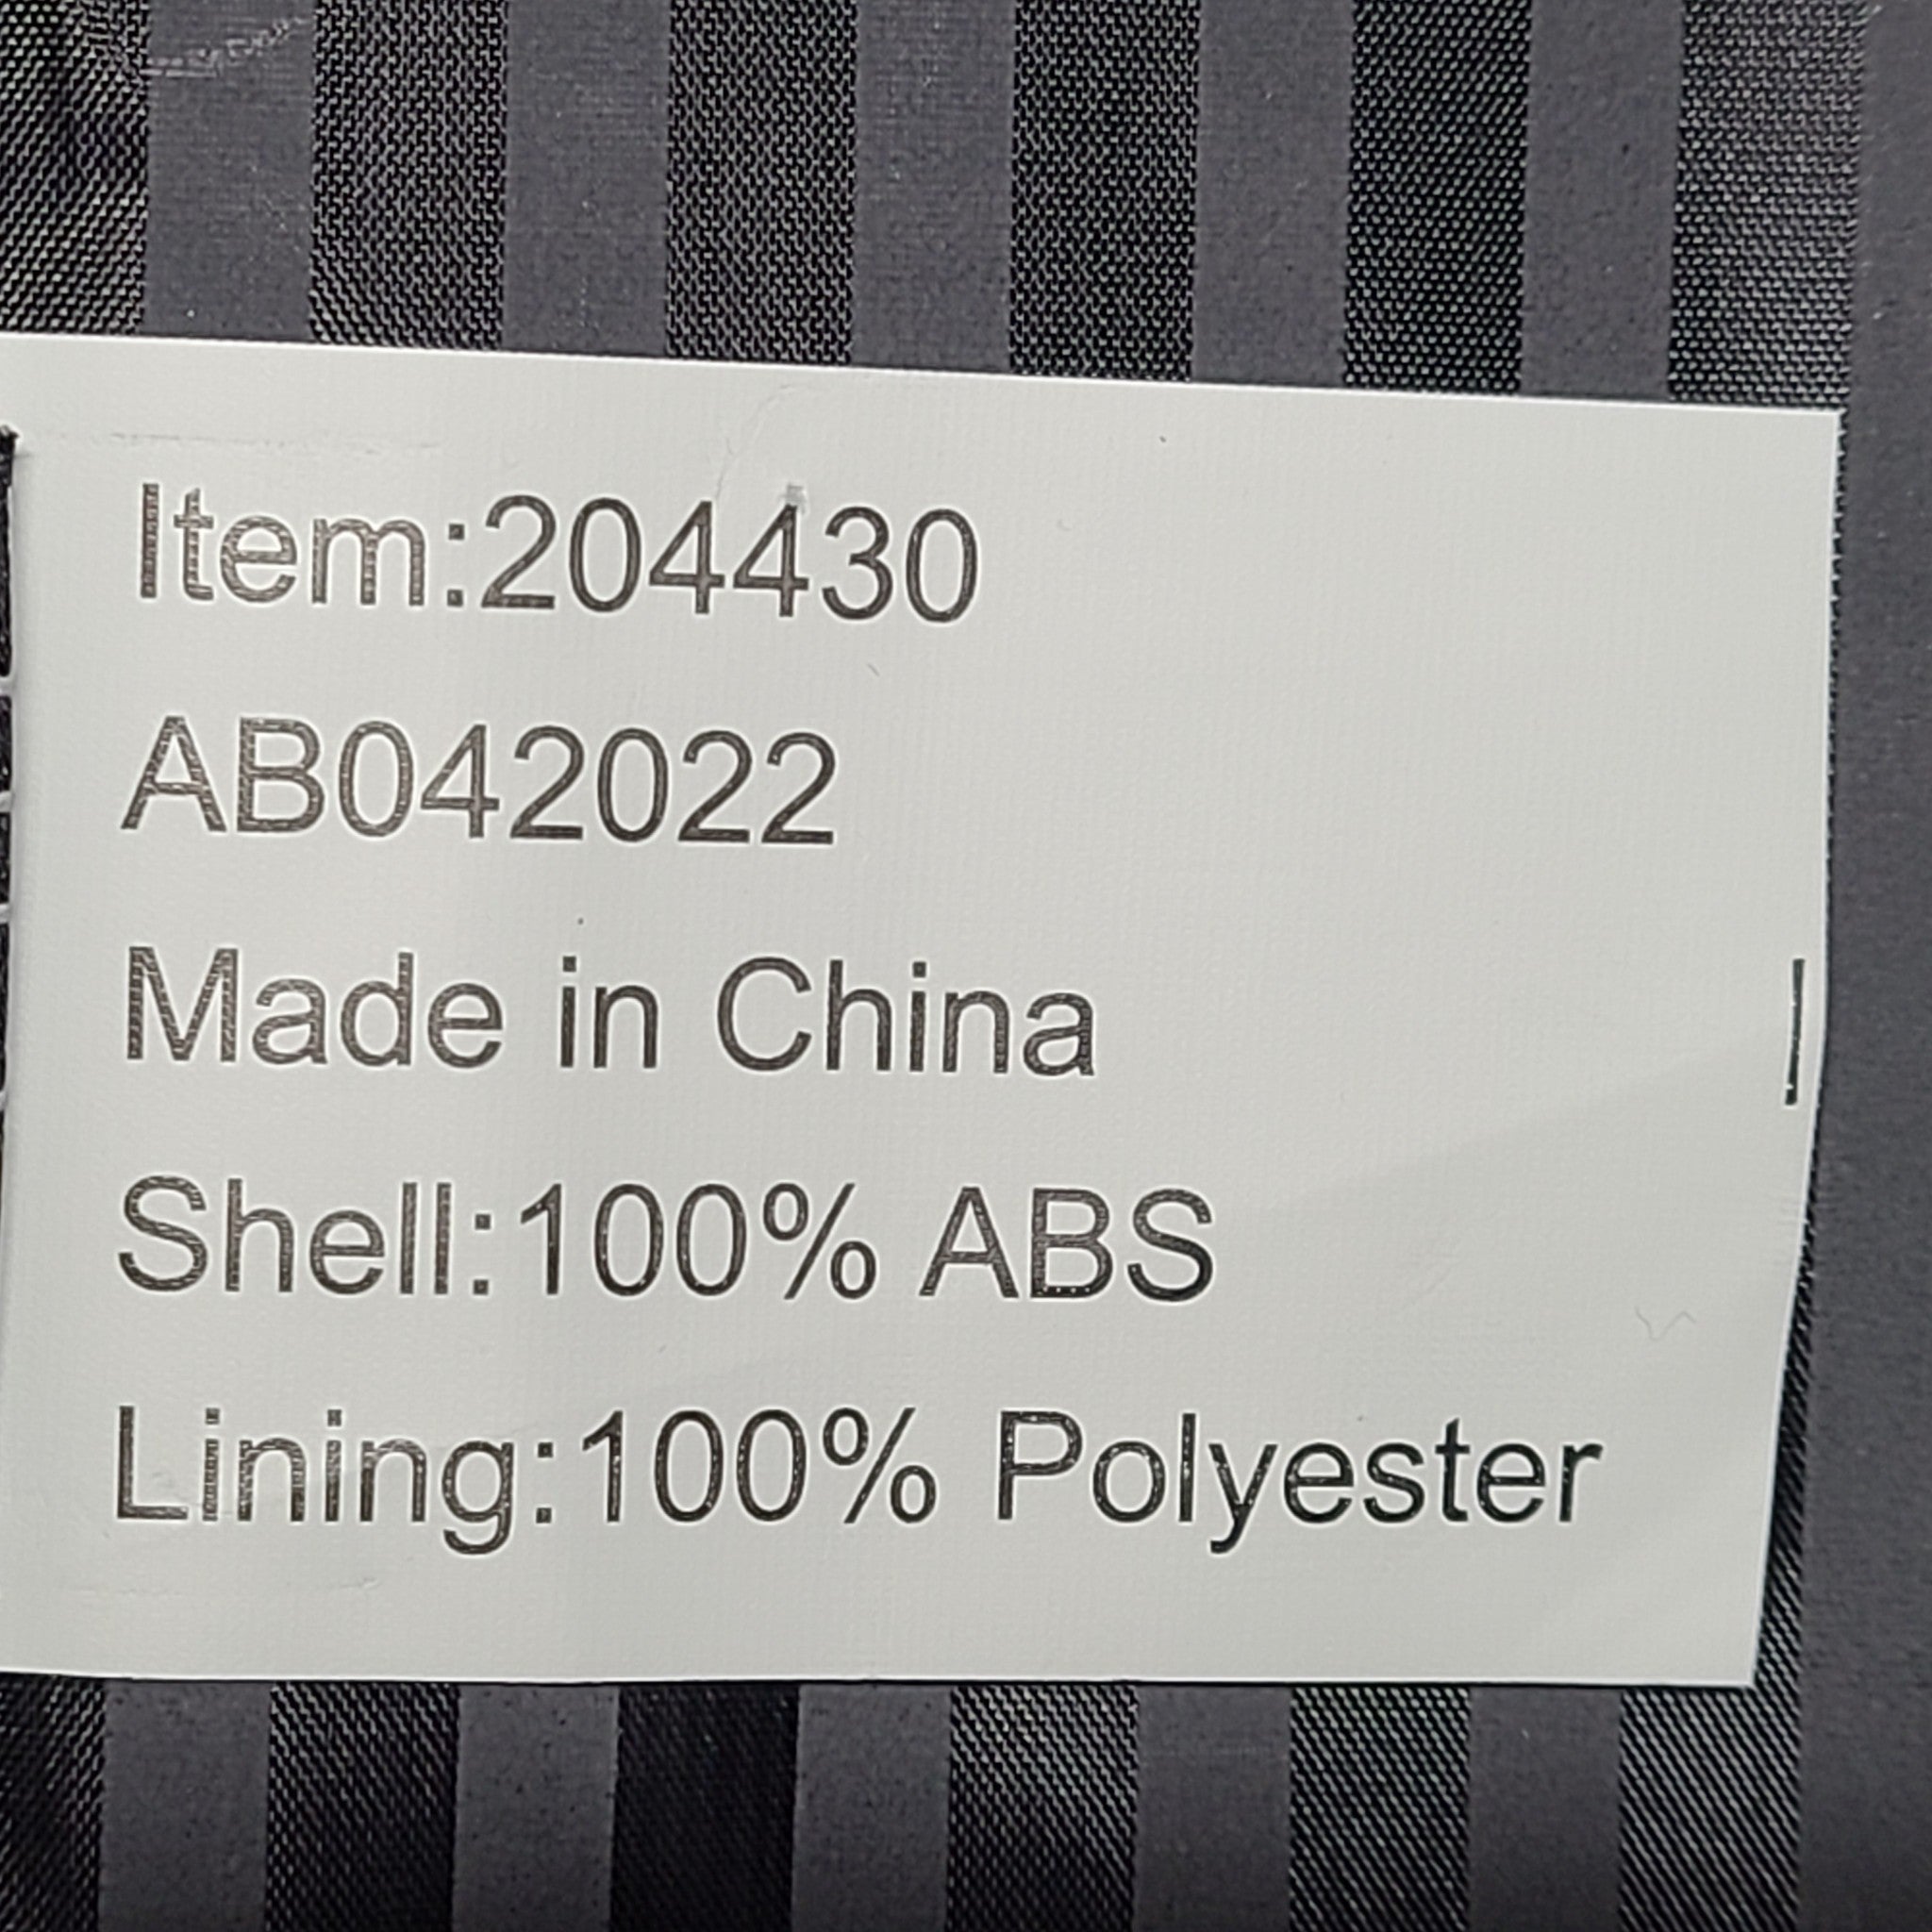 Item:204430
AB042022
Made in China
Shell:100% ABS
Lining:100% Polyester